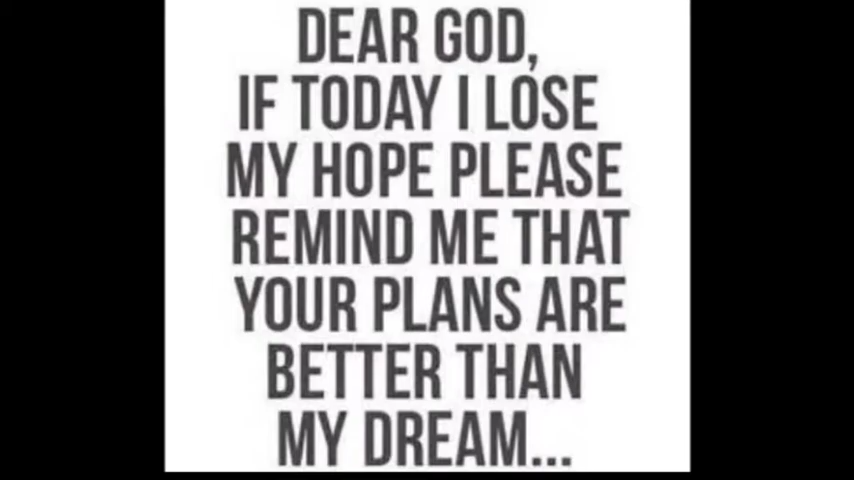 DEAR GOD,
IF TODAY I LOSE
MY HOPE PLEASE
REMIND ME THAT
YOUR PLANS ARE
BETTER THAN
MY DREAM...